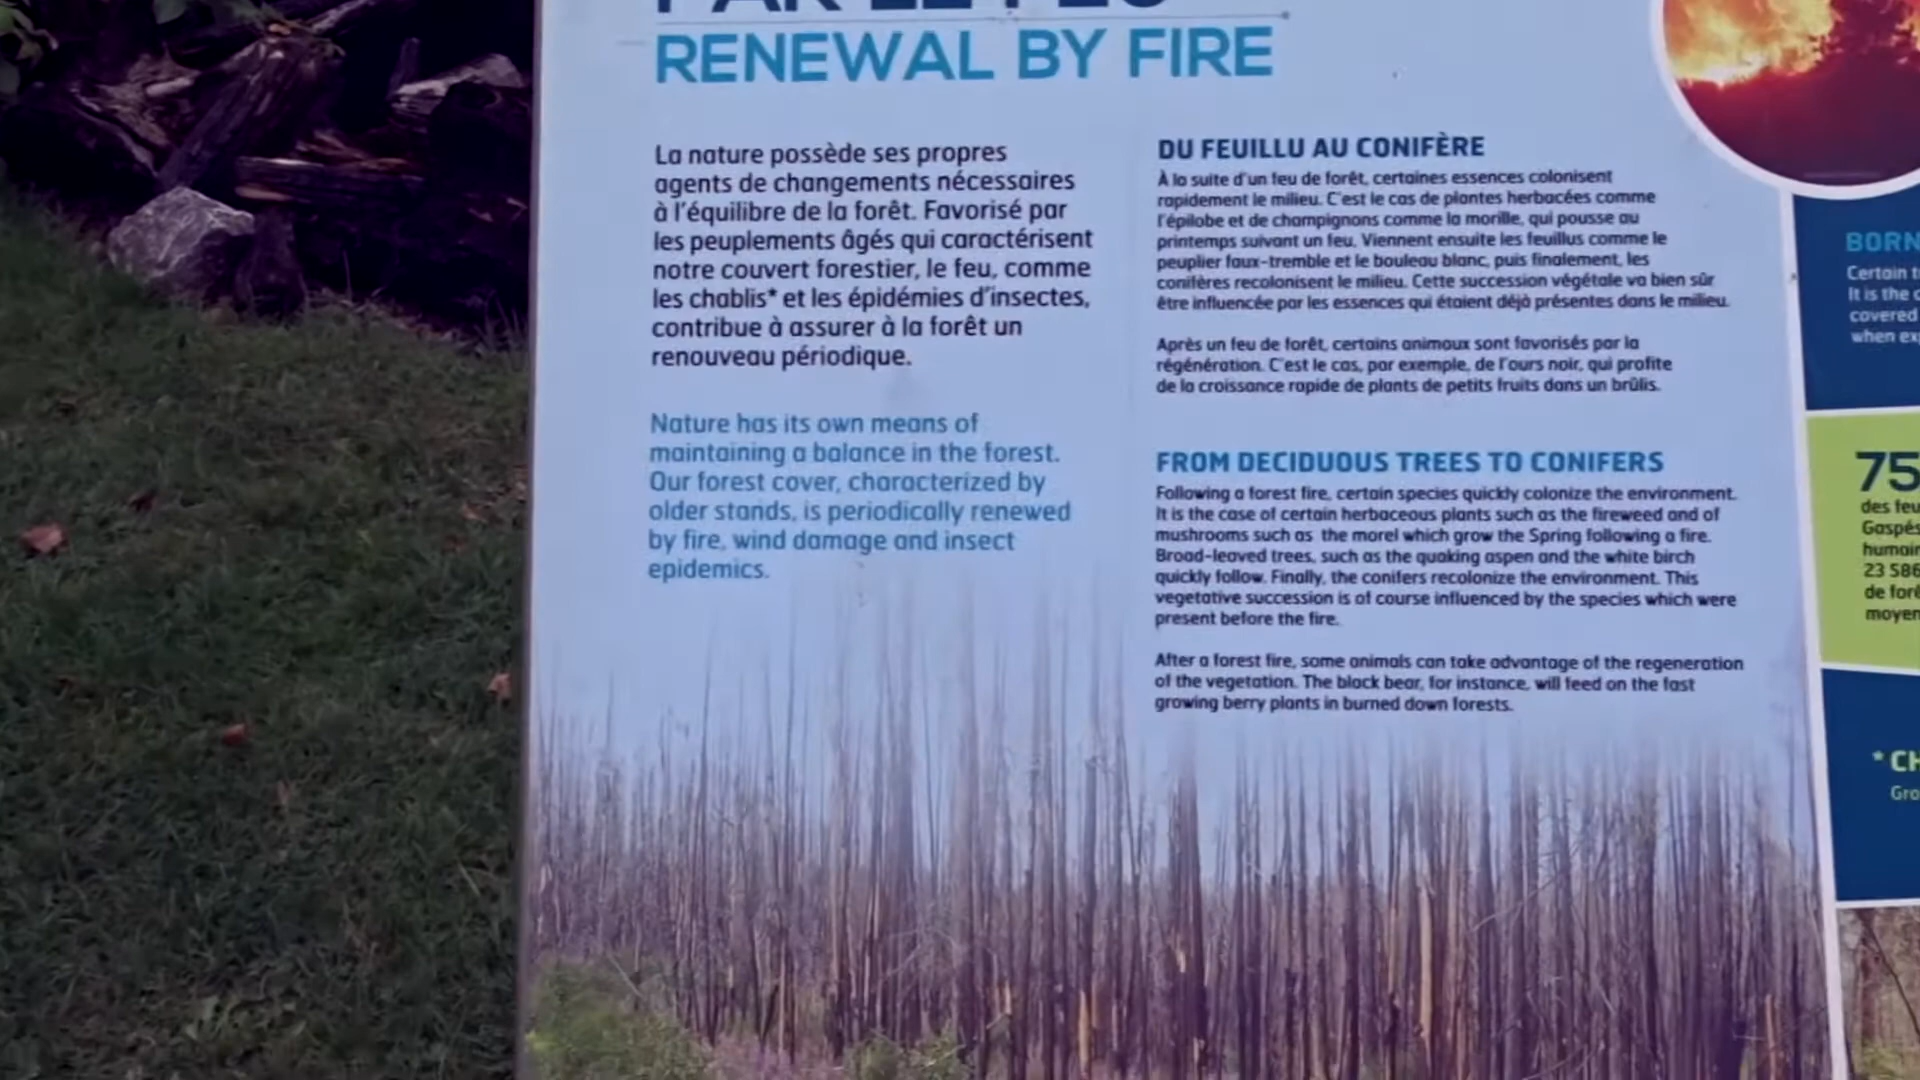 PAR LE FEU
RENEWAL BY FIRE
La nature possède ses propres
agents de changements nécessaires
à l'équilibre de la forêt. Favorisé par
les peuplements âgés qui caractérisent
notre couvert forestier, le feu, comme
les chablis* et les épidémies d'insectes,
contribue à assurer à la forêt un
renouveau périodique.
Nature has its own means of
maintaining a balance in the forest.
Our forest cover, characterized by
older stands, is periodically renewed
by fire, wind damage and insect
epidemics.
DU FEUILLU AU CONIFÈRE
À la suite d'un feu de forêt, certaines essences colonisent
rapidement le milieu. C'est le cas de plantes herbacées comme
l'épilobe et de champignons comme la morille, qui pousse au
printemps suivant un feu. Viennent ensuite les feuillus comme le
peuplier faux-tremble et le bouleau blanc, puis finalement, les
conifères recolonisent le milieu. Cette succession végétale va bien sûr
être influencée par les essences qui étaient déjà présentes dans le milieu.
Après un feu de forêt, certains animaux sont favorisés par la
régénération. C'est le cas, par exemple, de l'ours noir, qui profite
de la croissance rapide de plants de petits fruits dans un brûlis.
FROM DECIDUOUS TREES TO CONIFERS
Following a forest fire, certain species quickly colonize the environment.
It is the case of certain herbaceous plants such as the fireweed and of
mushrooms such as the morel which grow the Spring following a fire.
Broad-leaved trees, such as the quaking aspen and the white birch
quickly follow. Finally, the conifers recolonize the environment. This
vegetative succession is of course influenced by the species which were
present before the fire.
After a forest fire, some animals can take advantage of the regeneration
of the vegetation. The black bear, for instance, will feed on the fast
growing berry plants in burned down forests.
BORN
Certain
It is the
covered
when
75
des
23 586
de
* CH